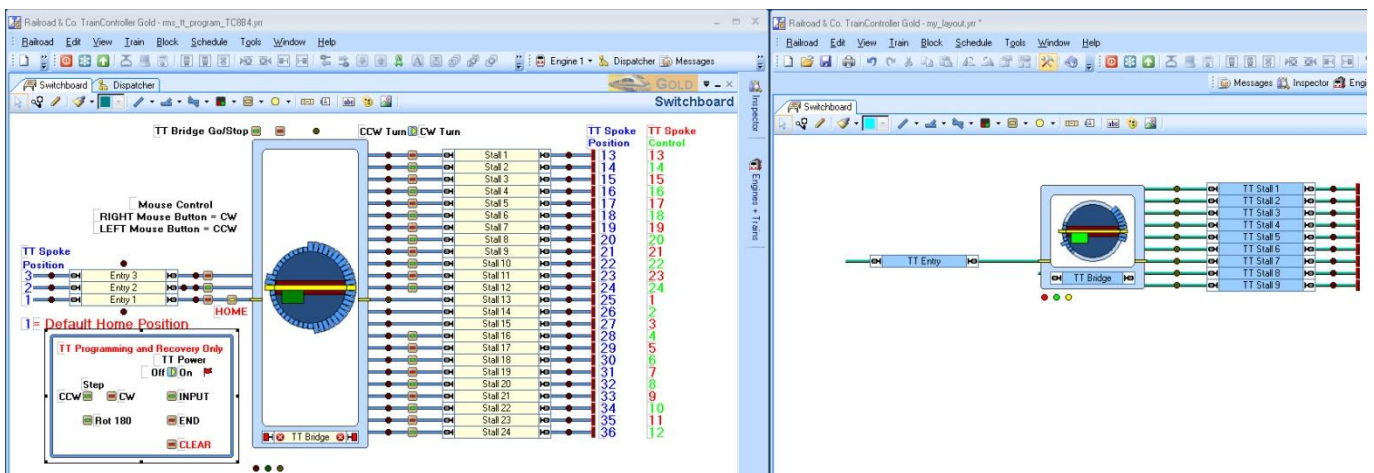 Railroad & Co. TrainController Gold - rms_tt_program_TC8B4.yrr
Railroad Edit View Train Block Schedule Tools Window Help
Engine 1 Dispatcher Messages
Switchboard Dispatcher
GOLD
Switchboard
Inspector
Engines + Trains
TT Bridge Go/Stop CCW Turn CW Turn
TT Spoke Position
TT Spoke Control
Stall 1 13 13
Stall 2 14 14
Stall 3 15 15
Stall 4 16 16
Stall 5 17 17
Stall 6 18 18
Stall 7 19 19
Stall 8 20 20
Stall 9 21 21
Stall 10 22 22
Stall 11 23 23
Stall 12 24 24
Stall 13 25 1
Stall 14 26 2
Stall 15 27 3
Stall 16 28 4
Stall 17 29 5
Stall 18 30 6
Stall 19 31 7
Stall 20 32 8
Stall 21 33 9
Stall 22 34 10
Stall 23 35 11
Stall 24 36 12
Mouse Control
RIGHT Mouse Button = CW
LEFT Mouse Button = CCW
TT Spoke
Position
3 Entry 3
2 Entry 2
1 Entry 1
HOME
1 = Default Home Position
TT Programming and Recovery Only
TT Power
Off On
Step
CCW CW INPUT
Rot 180 END
CLEAR
TT Bridge
Railroad & Co. TrainController Gold - my_layout.yrr *
Railroad Edit View Train Block Schedule Tools Window Help
Messages Inspector Engi
Switchboard
TT Stall 1
TT Stall 2
TT Stall 3
TT Stall 4
TT Stall 5
TT Stall 6
TT Stall 7
TT Stall 8
TT Stall 9
TT Entry
TT Bridge